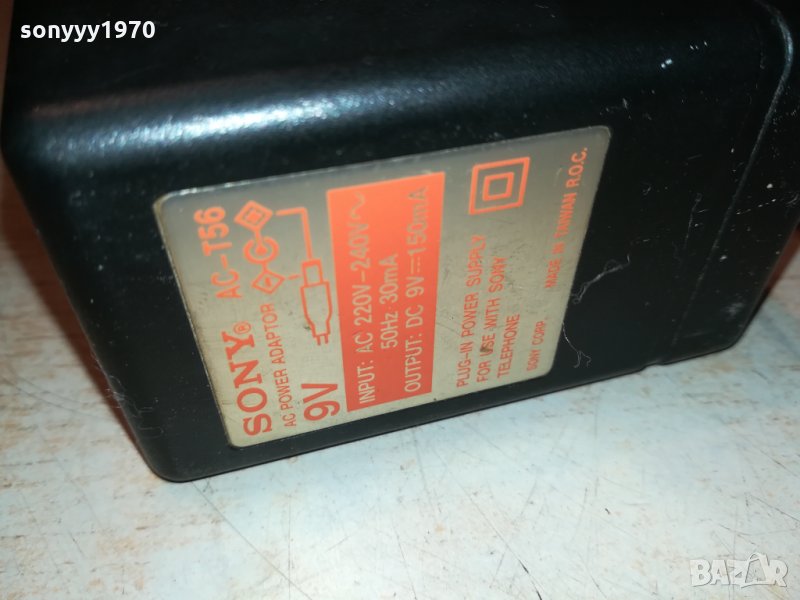 sonyyy1970
SONY® AC-T56
AC POWER ADAPTOR
9V
INPUT: AC 220V-240V~
50Hz 30mA
OUTPUT: DC 9V⎓150mA
PLUG-IN POWER SUPPLY
FOR USE WITH SONY
TELEPHONE
SONY CORP. MADE IN TAIWAN R.O.C.
BAZAR